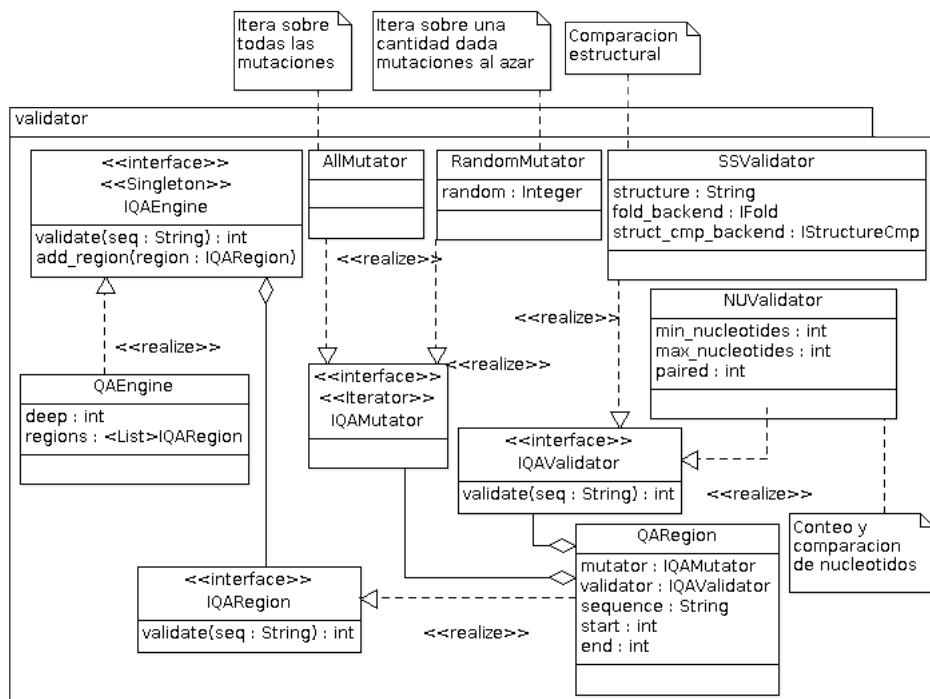 Itera sobre
todas las
mutaciones
Itera sobre una
cantidad dada
mutaciones al azar
Comparacion
estructural
validator
<<interface>>
<<Singleton>>
IQAEngine
validate(seq : String) : int
add_region(region : IQARegion)
AllMutator
RandomMutator
random : Integer
SSValidator
structure : String
fold_backend : IFold
struct_cmp_backend : IStructureCmp
<<realize>>
NUValidator
min_nucleotides : int
max_nucleotides : int
paired : int
<<realize>>
<<realize>>
<<realize>>
QAEngine
deep : int
regions : <List>IQARegion
<<interface>>
<<Iterator>>
IQAMutator
<<interface>>
IQAValidator
validate(seq : String) : int
<<realize>>
Conteo y
comparacion
de nucleotidos
QARegion
mutator : IQAMutator
validator : IQAValidator
sequence : String
start : int
end : int
<<interface>>
IQARegion
validate(seq : String) : int
<<realize>>